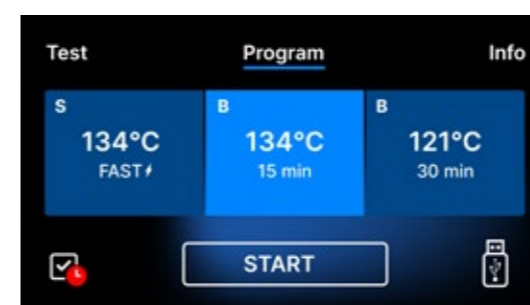 Test Program Info
S B B
134°C 134°C 121°C
FAST 15 min 30 min
START